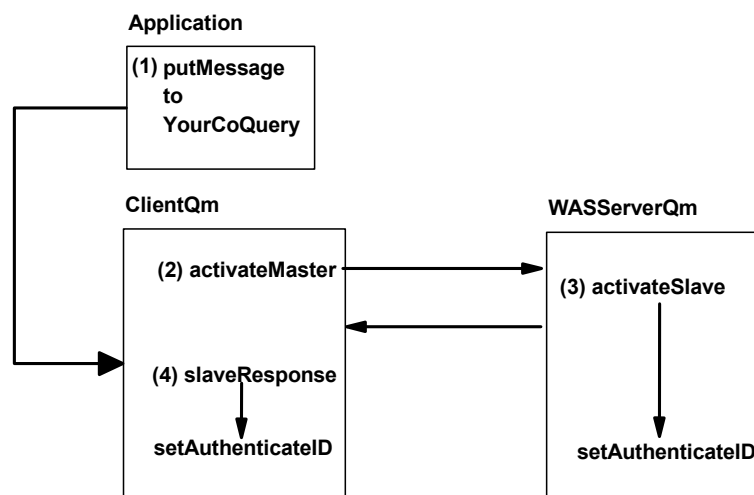 Application
(1) putMessage
to
YourCoQuery
ClientQm
(2) activateMaster
(4) slaveResponse
setAuthenticateID
WASServerQm
(3) activateSlave
setAuthenticateID